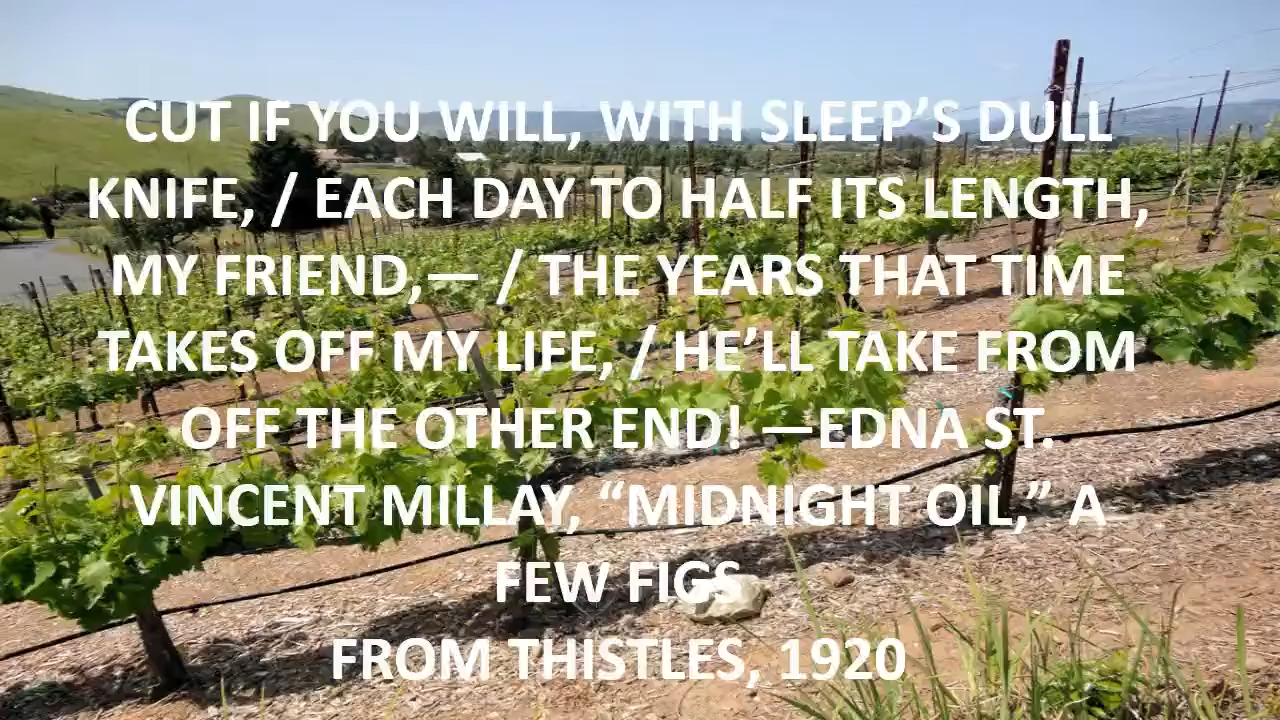 CUT IF YOU WILL, WITH SLEEP’S DULL
KNIFE, / EACH DAY TO HALF ITS LENGTH,
MY FRIEND,— / THE YEARS THAT TIME
TAKES OFF MY LIFE, / HE’LL TAKE FROM
OFF THE OTHER END! —EDNA ST.
VINCENT MILLAY, “MIDNIGHT OIL,” A
FEW FIGS
FROM THISTLES, 1920